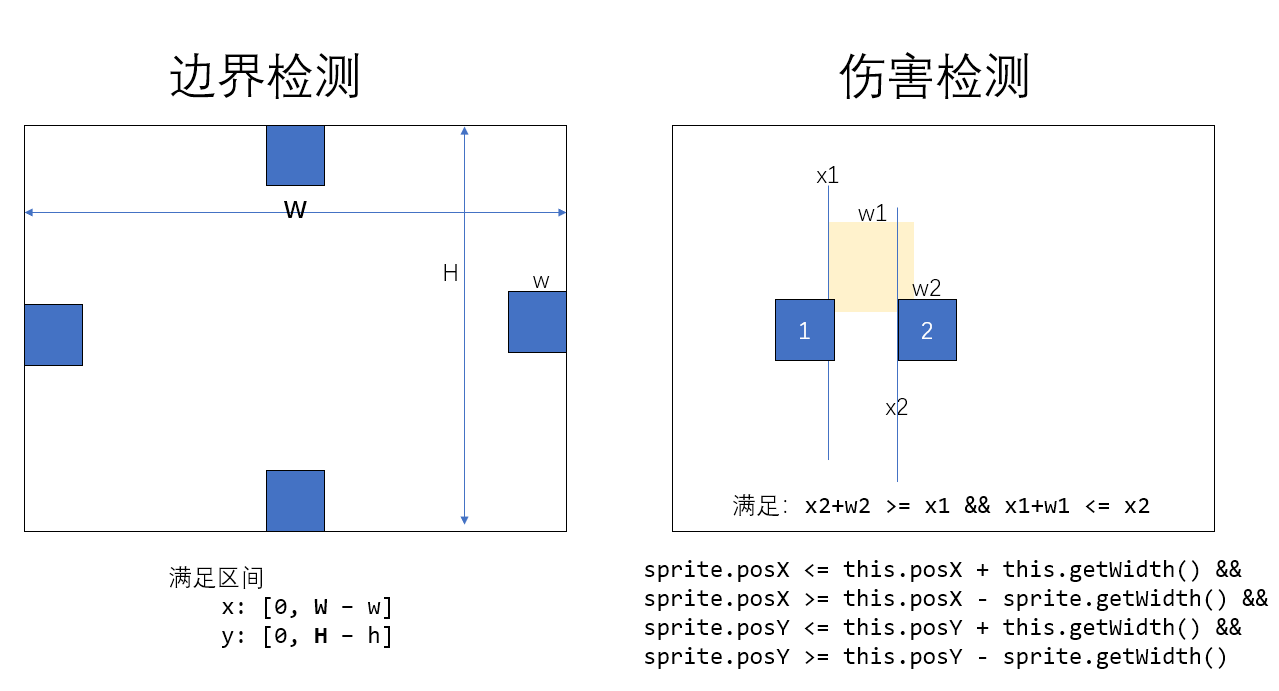 边界检测
W
H
w
满足区间
x: [0, W – w]
y: [0, H – h]
伤害检测
x1
w1
w2
1
2
x2
满足: x2+w2 >= x1 && x1+w1 <= x2
sprite.posX <= this.posX + this.getWidth() &&
sprite.posX >= this.posX - sprite.getWidth() &&
sprite.posY <= this.posY + this.getWidth() &&
sprite.posY >= this.posY - sprite.getWidth()